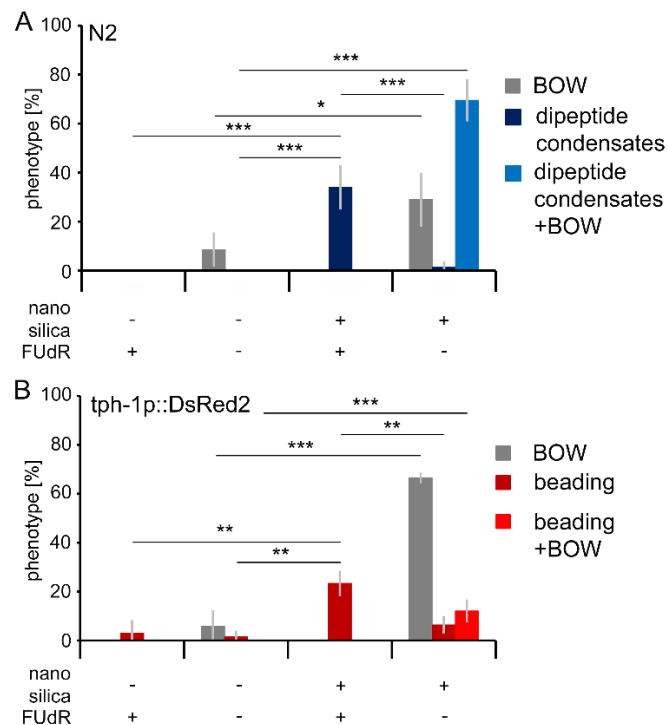 A
N2
100
80
60
40
20
0
phenotype [%]
***
***
*
***
***
BOW
dipeptide
condensates
dipeptide
condensates
+BOW
nano
silica - - + +
FUdR + - + -
B
tph-1p::DsRed2
100
80
60
40
20
0
phenotype [%]
***
**
***
**
**
BOW
beading
beading
+BOW
nano
silica - - + +
FUdR + - + -